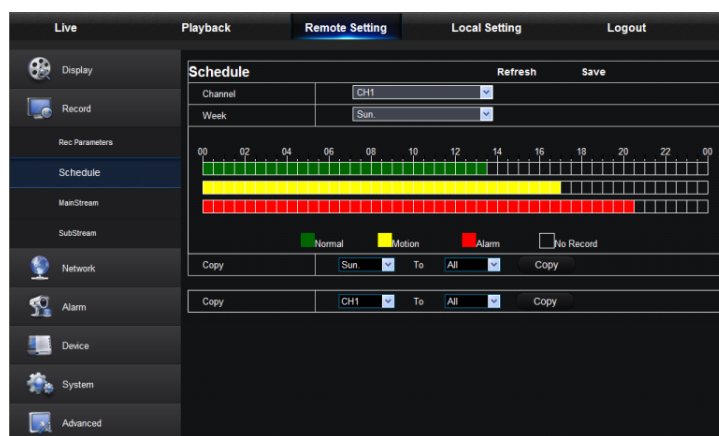 Live Playback Remote Setting Local Setting Logout
Display
Record
Rec Parameters
Schedule
MainStream
SubStream
Network
Alarm
Device
System
Advanced
Schedule Refresh Save
Channel CH1
Week Sun.
00 02 04 06 08 10 12 14 16 18 20 22 00
Normal Motion Alarm No Record
Copy Sun. To All Copy
Copy CH1 To All Copy